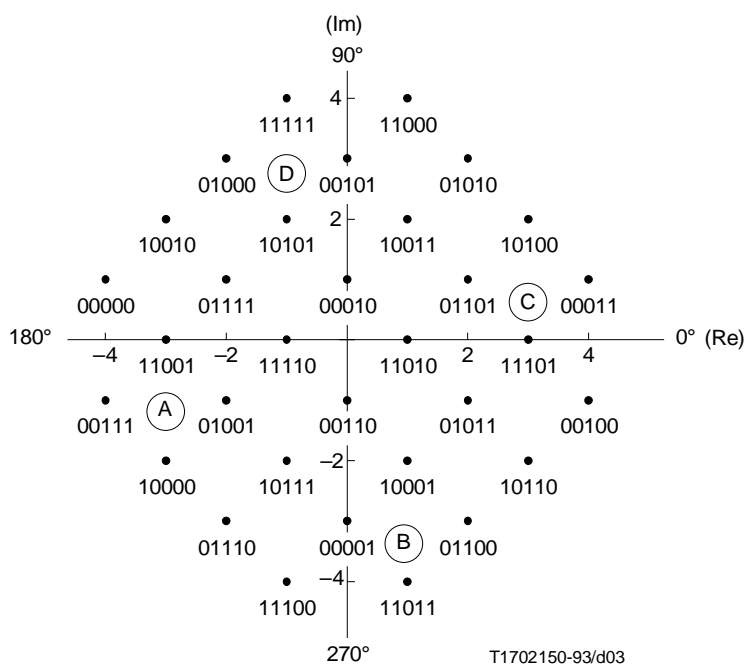 (Im)
90°
4
11111 11000
01000 D 00101 01010
2
10010 10101 10011 10100
00000 01111 00010 01101 C 00011
180° 0° (Re)
–4 –2 2 4
11001 11110 11010 11101
A
00111 01001 00110 01011 00100
–2
10000 10111 10001 10110
B
01110 00001 01100
–4
11100 11011
270°
T1702150-93/d03